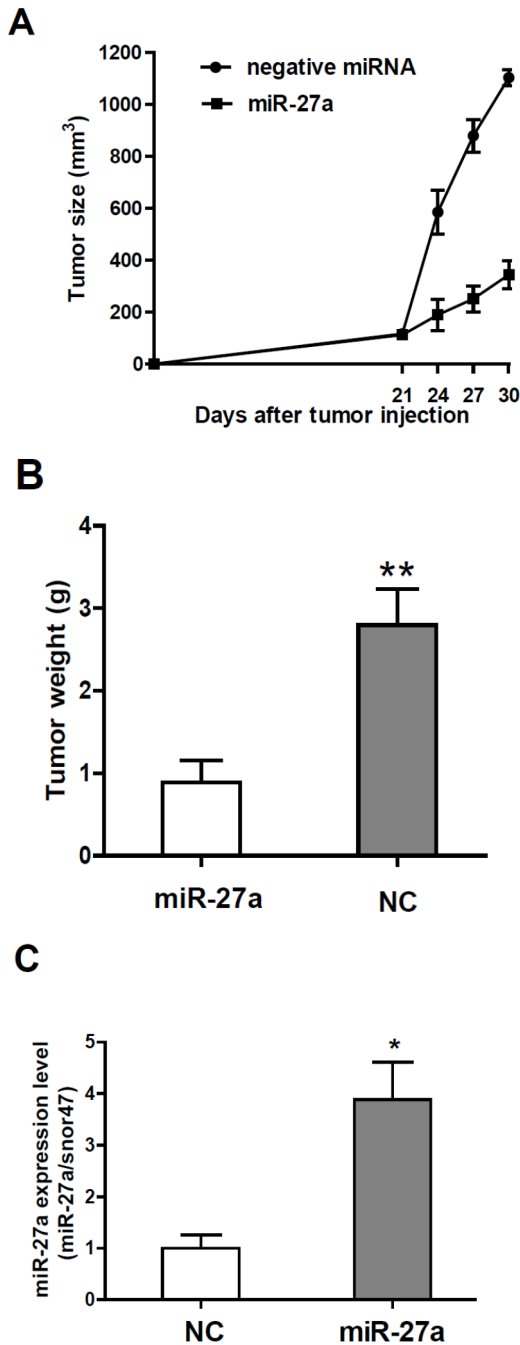 A
1200
1000
800
600
400
200
0
Tumor size (mm³)
negative miRNA
miR-27a
21 24 27 30
Days after tumor injection
B
4
3
2
1
0
Tumor weight (g)
**
miR-27a NC
C
5
4
3
2
1
0
miR-27a expression level
(miR-27a/snor47)
*
NC miR-27a